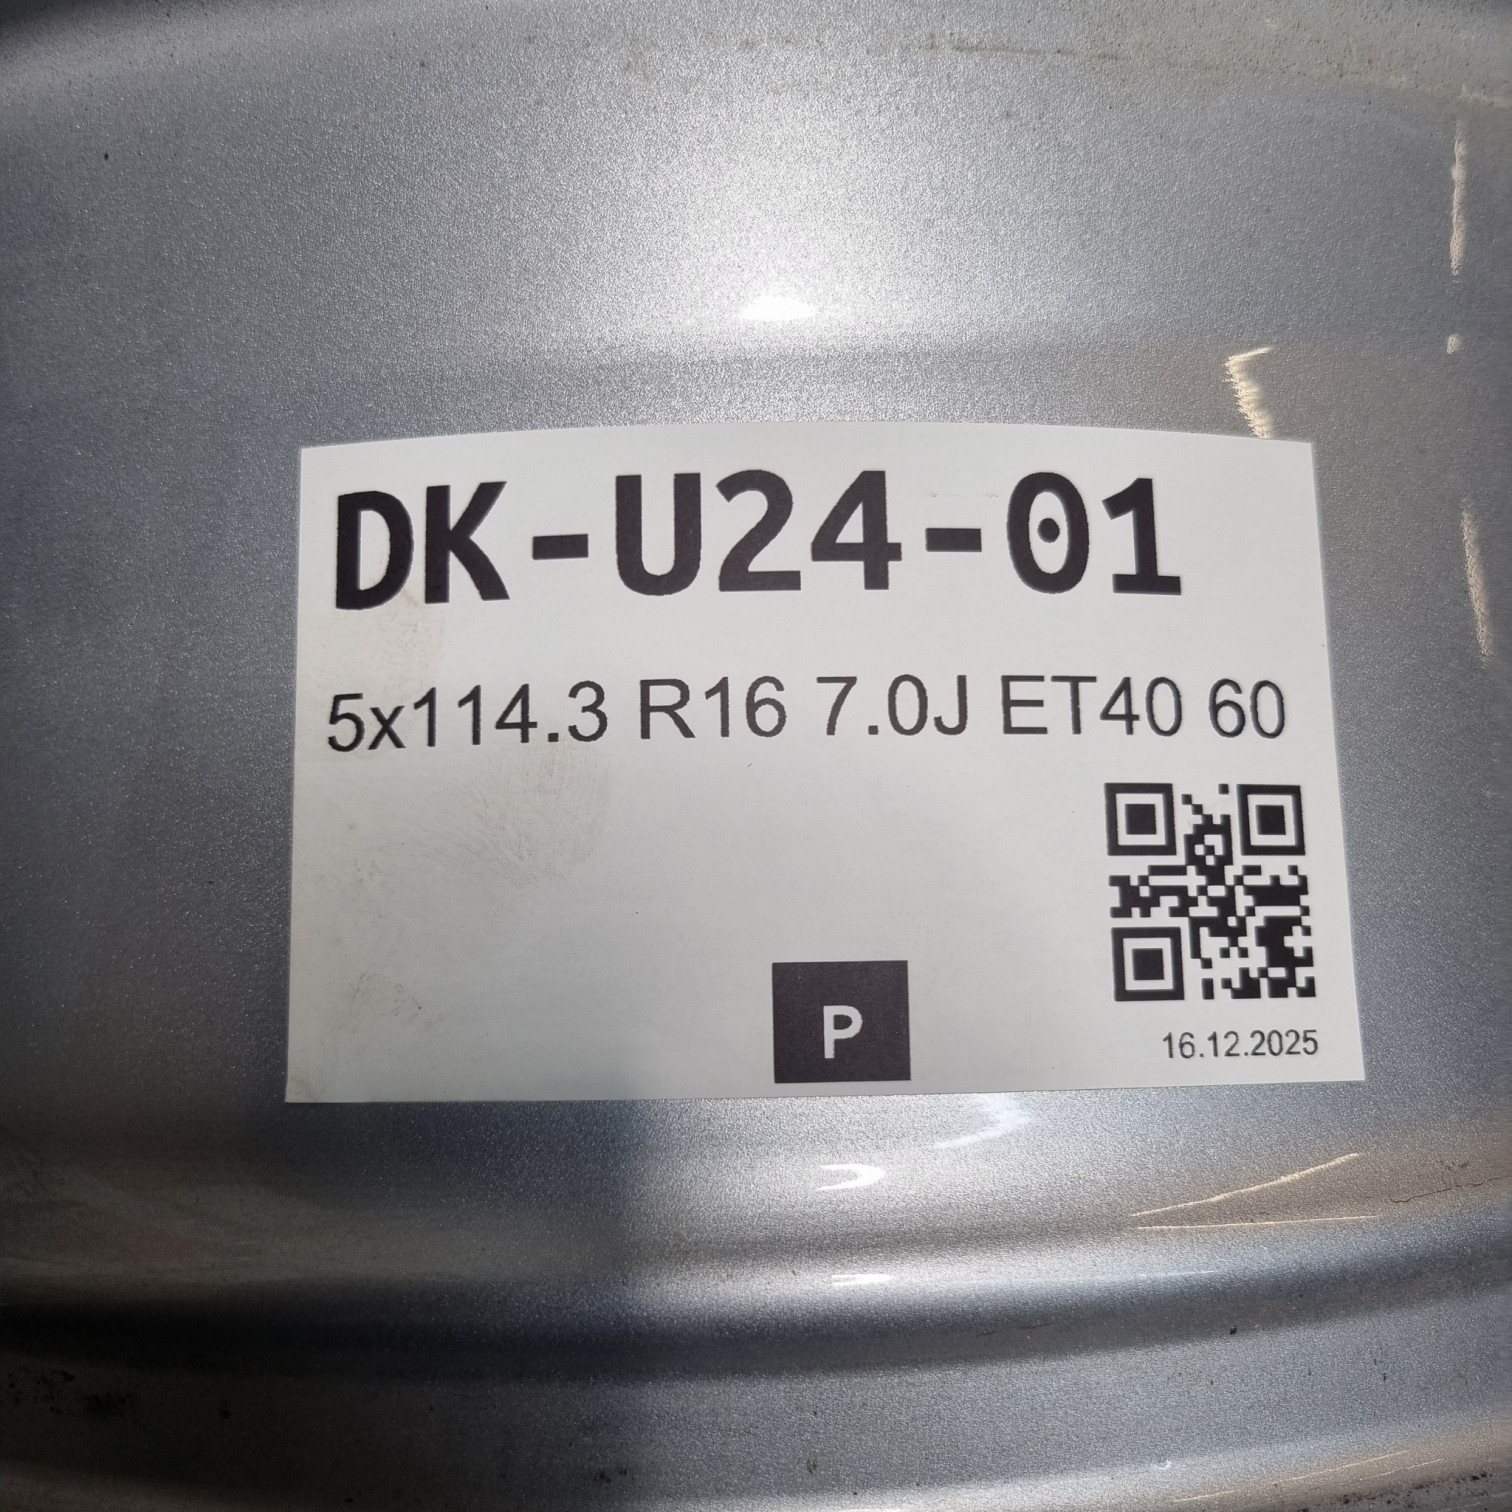 DK-U24-01
5x114.3 R16 7.0J ET40 60
P
16.12.2025